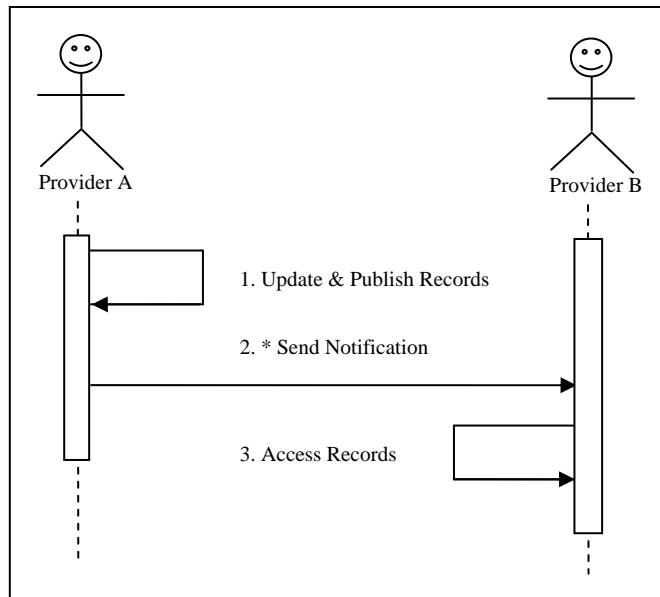 Provider A
Provider B
1. Update & Publish Records
2. * Send Notification
3. Access Records